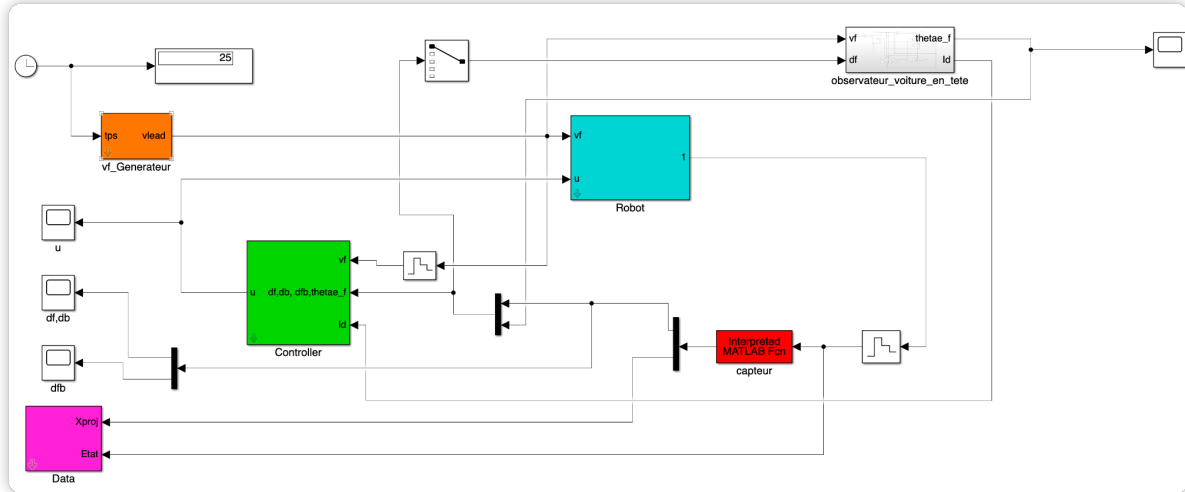 25
tps
vlead
vf_Generateur
vf
df
thetae_f
ld
observateur_voiture_en_tete
vf
u
1
Robot
u
df,db
dfb
vf
u
df,db, dfb,thetae_f
ld
Controller
Interpreted
MATLAB Fcn
capteur
Xproj
Etat
Data